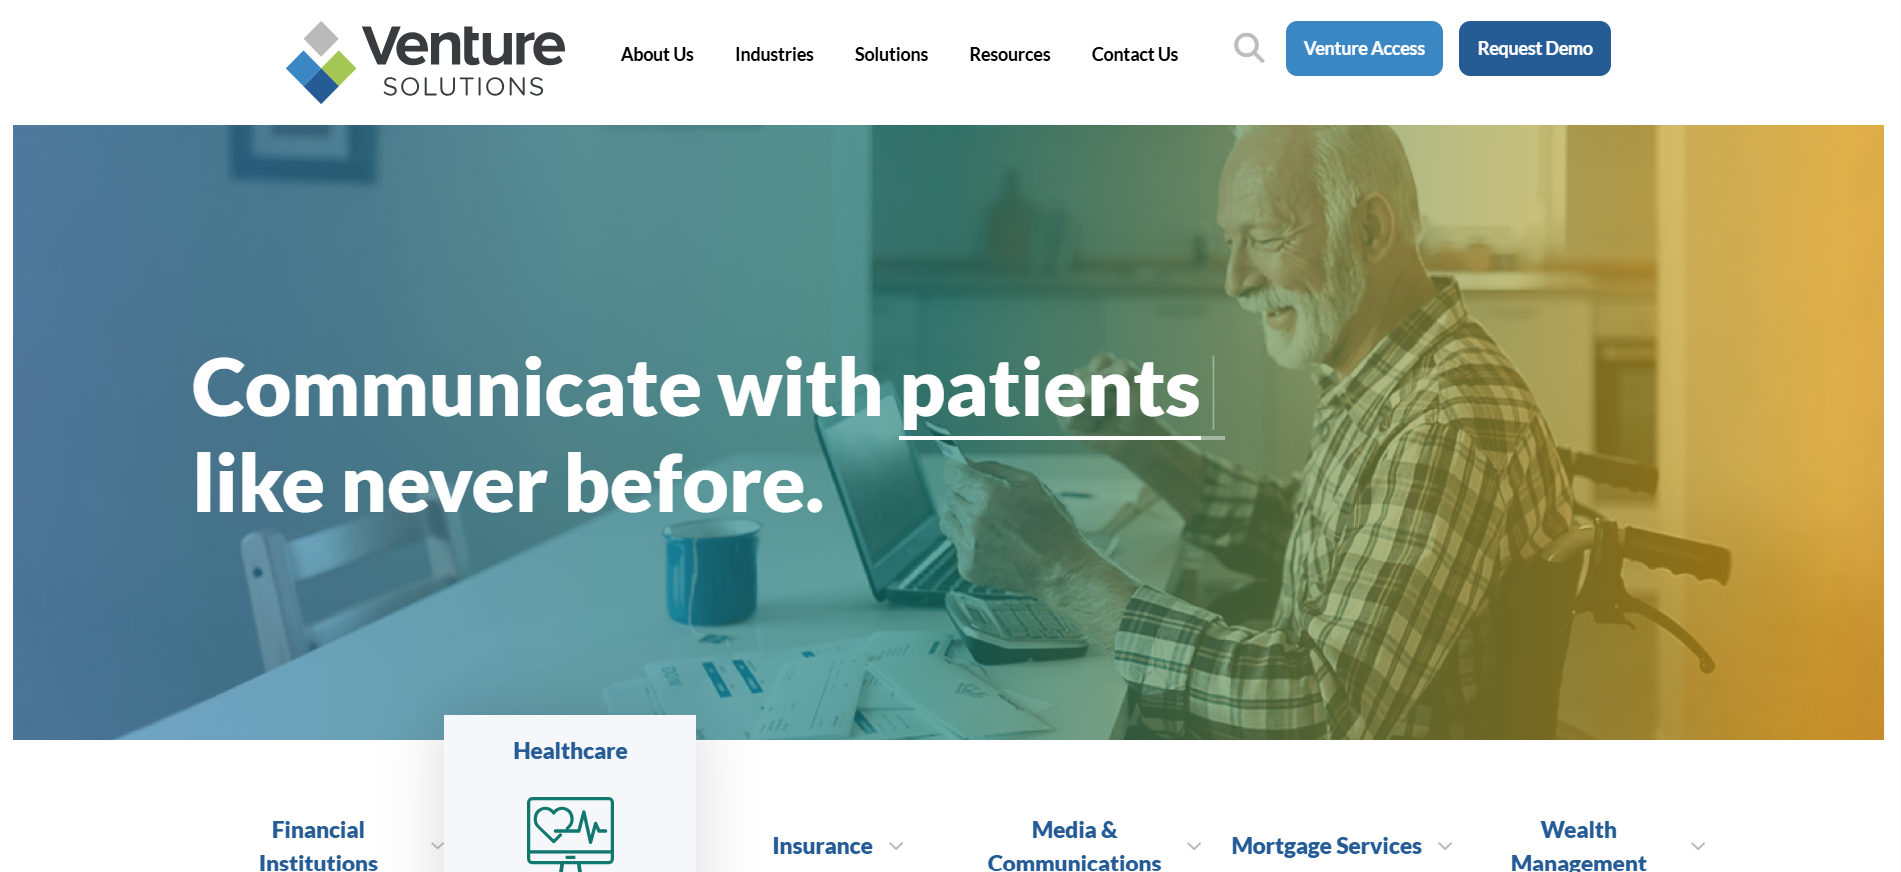 Venture
SOLUTIONS
About Us
Industries
Solutions
Resources
Contact Us
Venture Access
Request Demo
Communicate with patients
like never before.
Healthcare
Financial
Institutions
Insurance
Media &
Communications
Mortgage Services
Wealth
Management